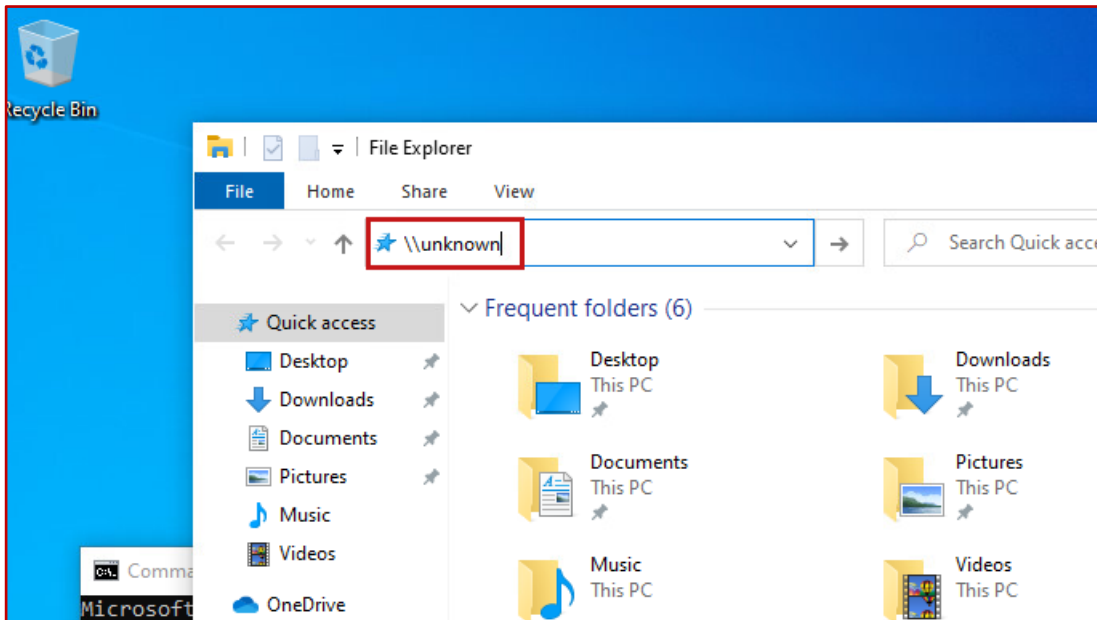 Recycle Bin
File Explorer
File Home Share View
\\unknown
Search Quick acce
Quick access
Desktop
Downloads
Documents
Pictures
Music
Videos
OneDrive
Frequent folders (6)
Desktop
This PC
Downloads
This PC
Documents
This PC
Pictures
This PC
Music
This PC
Videos
This PC
Comma
Microsoft